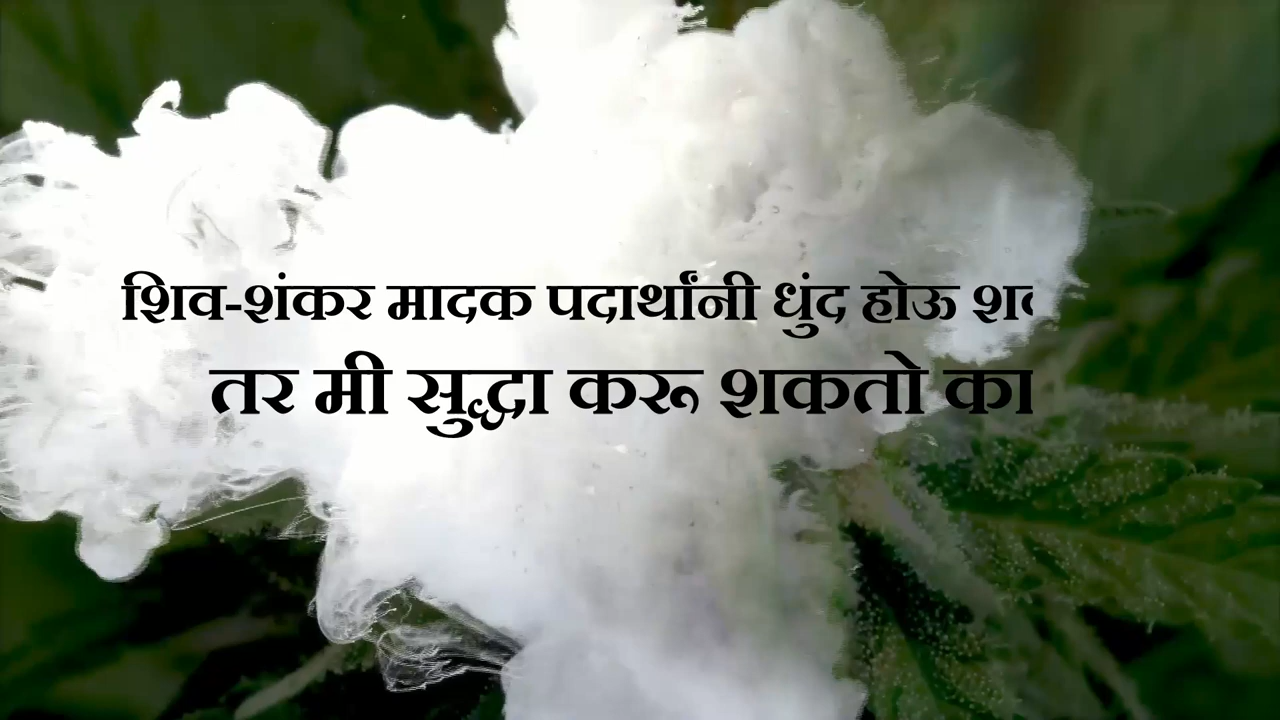 शिव-शंकर मादक पदार्थांनी धुंद होऊ
तर मी सुद्धा करू शकतो का